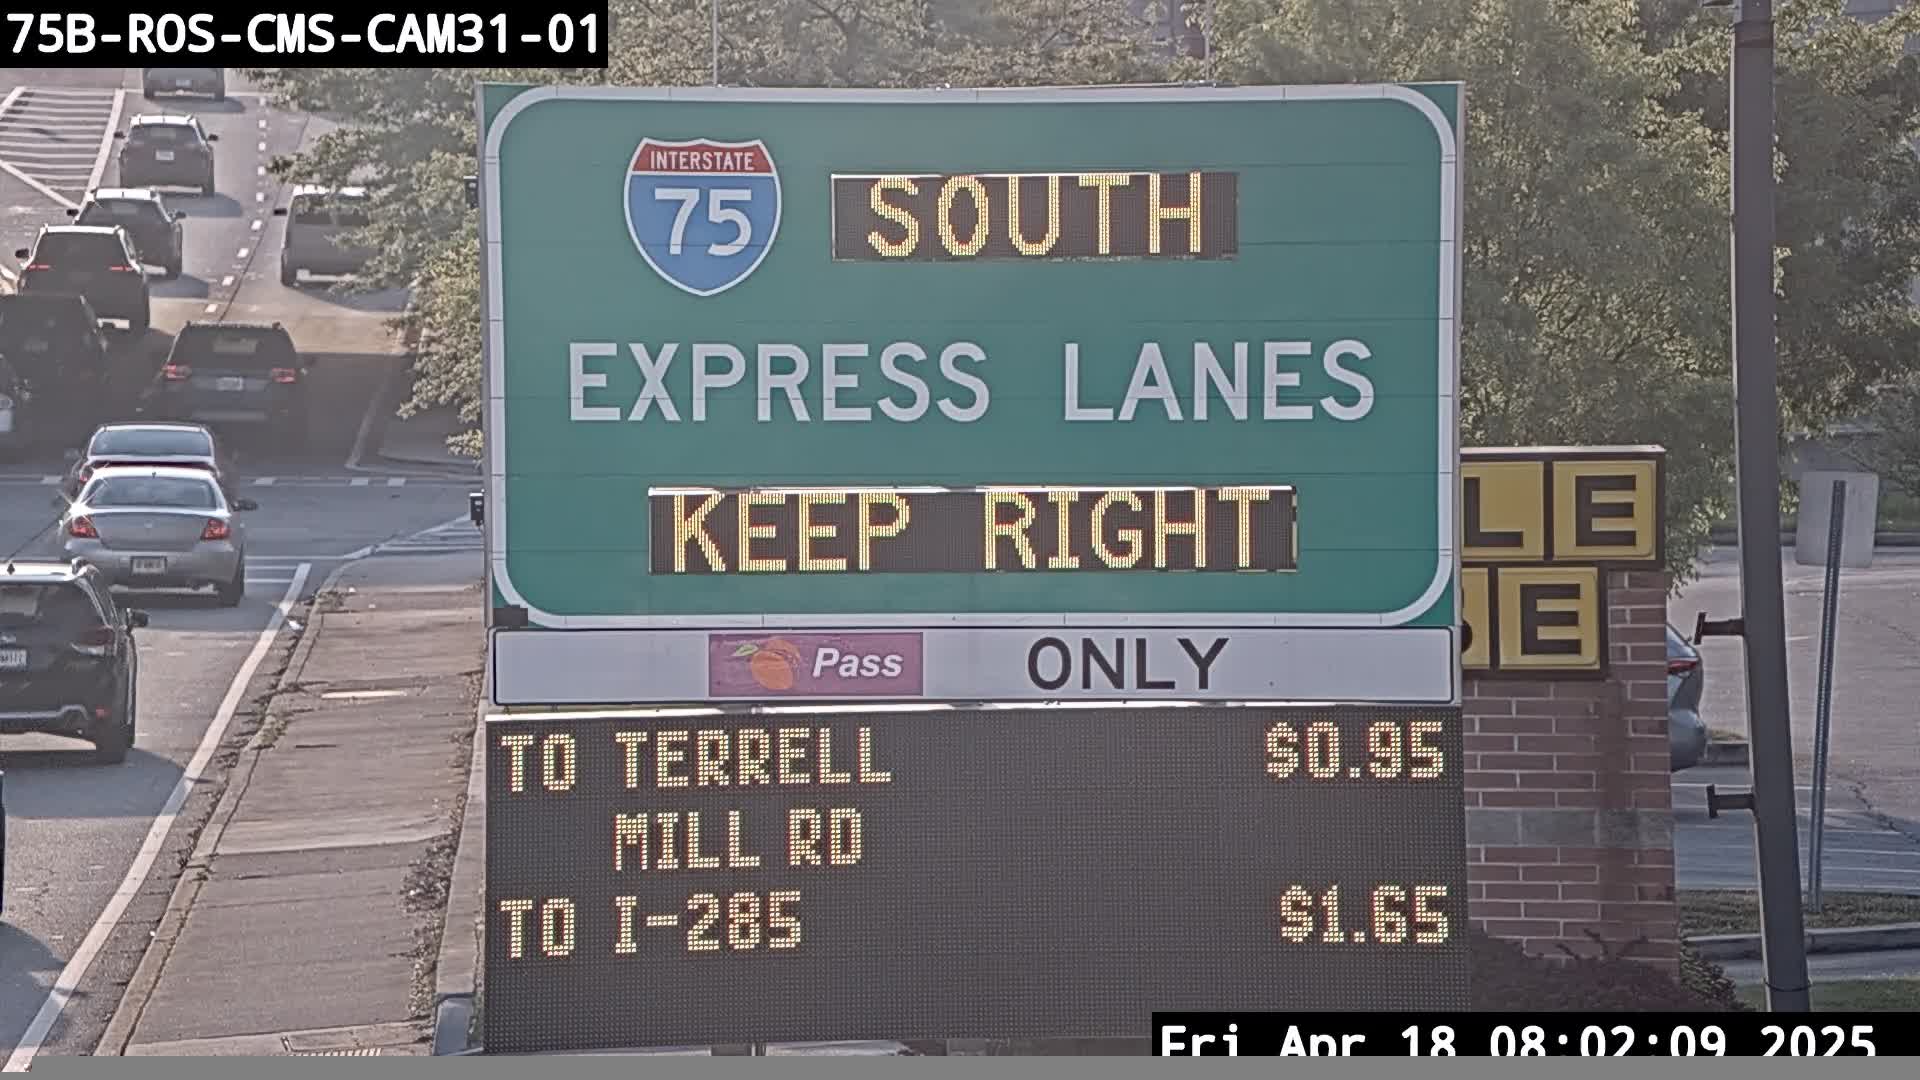 75B-ROS-CMS-CAM31-01
INTERSTATE
75
SOUTH
EXPRESS LANES
KEEP RIGHT
Pass ONLY
TO TERRELL $0.95
MILL RD
TO I-285 $1.65
LE
E
Fri Apr 18 08:02:09 2025